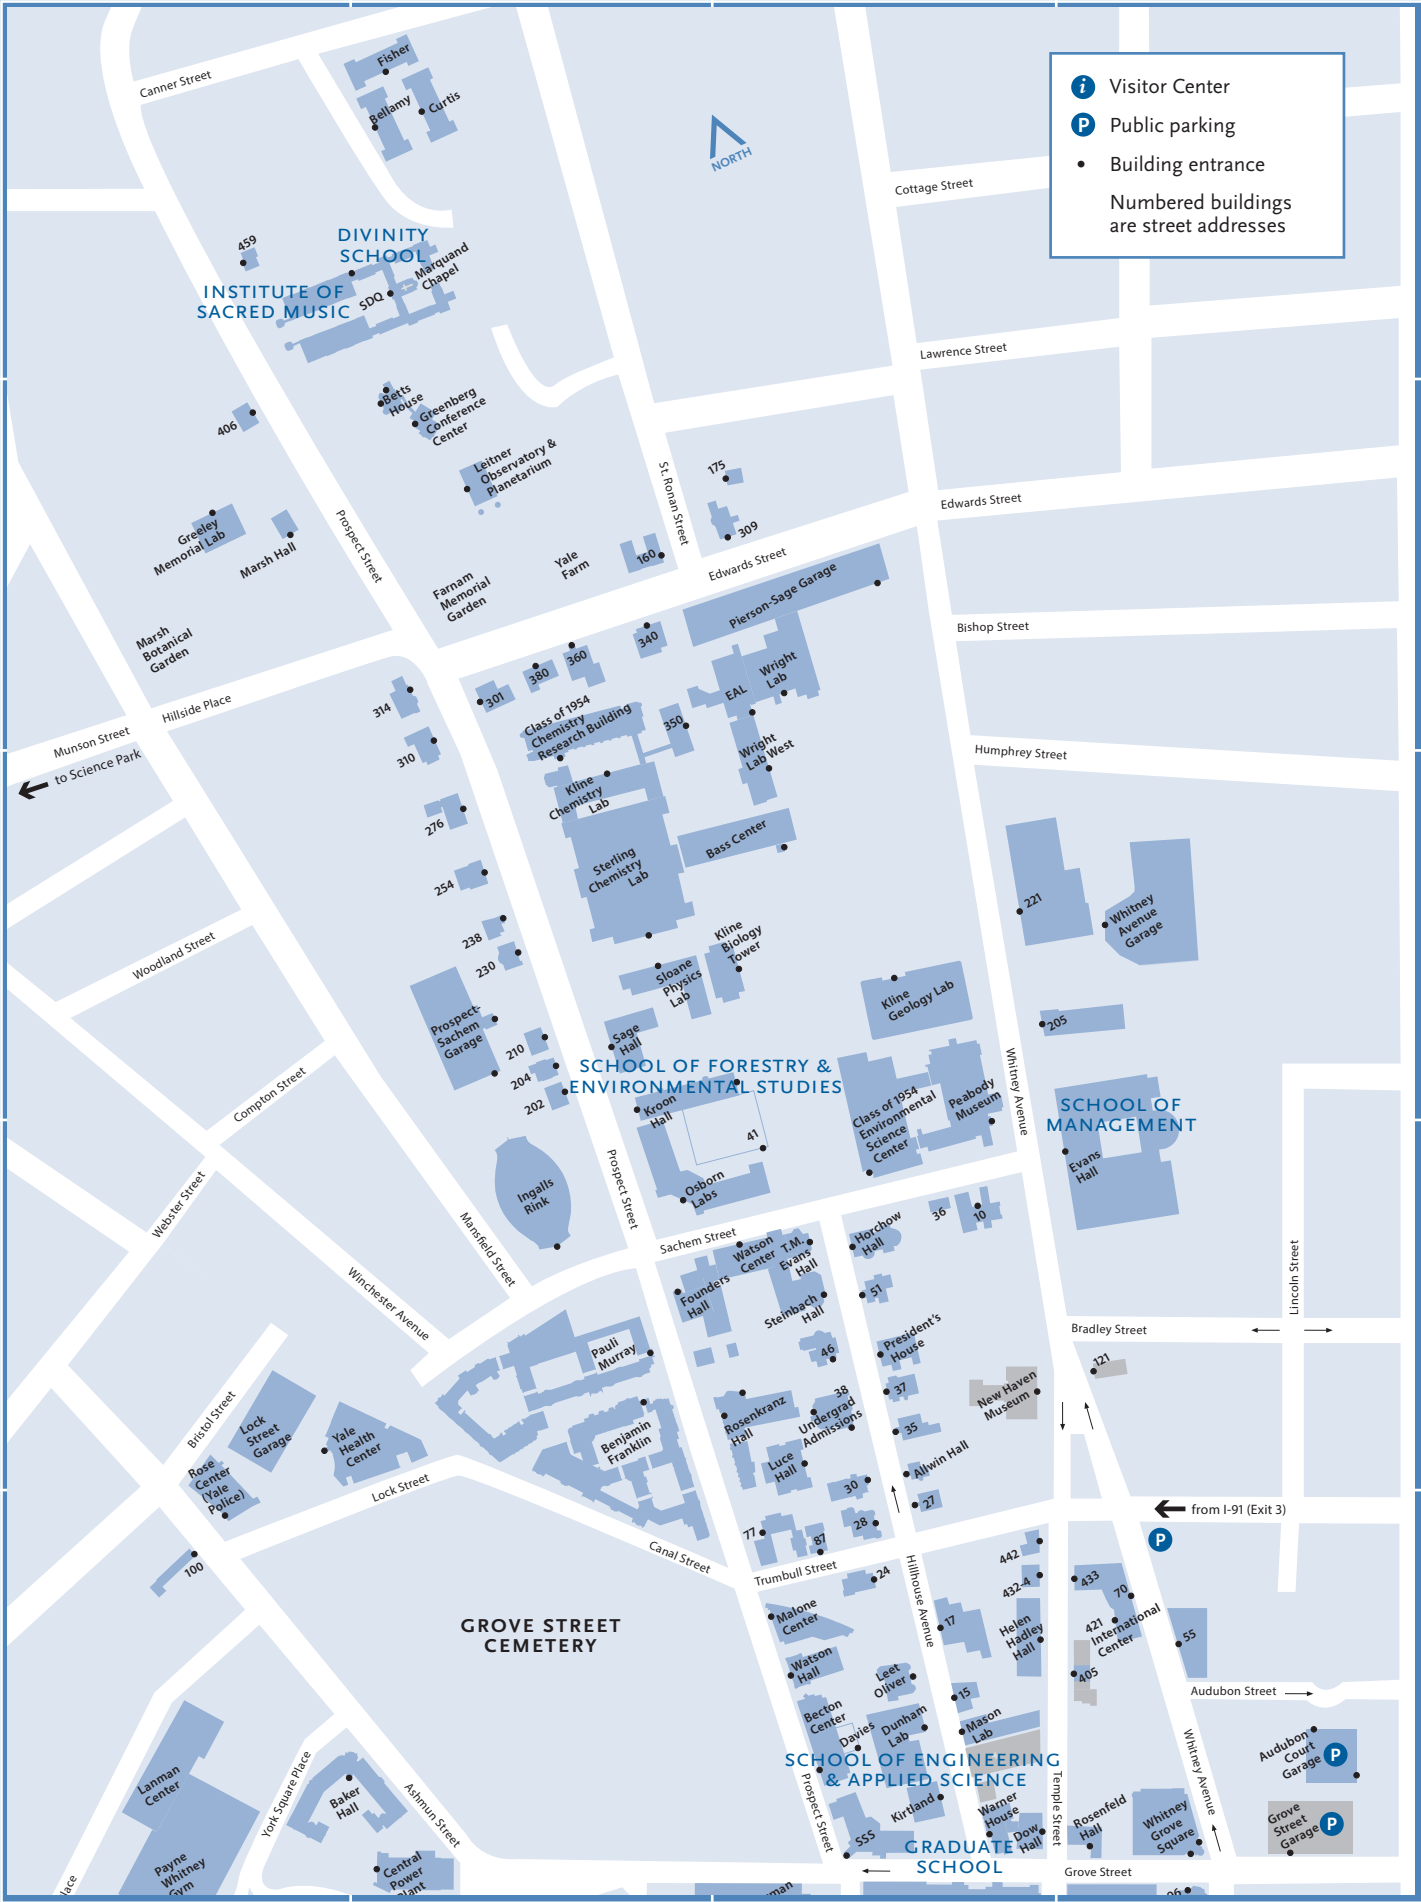 Visitor Center
P
Public parking
Building entrance
Numbered buildings
are street addresses
NORTH
Canner Street
Fisher
Bellamy
Curtis
Cottage Street
459
DIVINITY
SCHOOL
INSTITUTE OF
SACRED MUSIC
SDQ
Marquand
Chapel
Lawrence Street
Betts
House
Greenberg
Conference
Center
406
Leitner
Observatory &
Planetarium
St. Ronan Street
175
309
Edwards Street
Greeley
Memorial Lab
Marsh Hall
Prospect Street
Yale
Farm
160
Edwards Street
Farnam
Memorial
Garden
Pierson-Sage Garage
Bishop Street
Marsh
Botanical
Garden
340
360
380
301
Wright
Lab
EAL
Hillside Place
Munson Street
to Science Park
314
310
Class of 1954
Chemistry
Research Building
350
Wright
Lab West
Humphrey Street
Kline
Chemistry
Lab
276
Bass Center
Sterling
Chemistry
Lab
254
221
Whitney
Avenue
Garage
238
230
Woodland Street
Kline
Biology
Tower
Sloane
Physics
Lab
Kline
Geology Lab
205
Prospect-
Sachem
Garage
Sage
Hall
210
204
202
SCHOOL OF FORESTRY &
ENVIRONMENTAL STUDIES
Whitney Avenue
Compton Street
Kroon
Hall
41
Class of 1954
Environmental
Science
Center
Peabody
Museum
SCHOOL OF
MANAGEMENT
Evans
Hall
Ingalls
Rink
Osborn
Labs
Prospect Street
Webster Street
Mansfield Street
Sachem Street
36
10
Horchow
Hall
Watson
Center
T.M.
Evans
Hall
Founders
Hall
Steinbach
Hall
51
Lincoln Street
Winchester Avenue
Bradley Street
Pauli
Murray
46
President's
House
121
37
New Haven
Museum
Bristol Street
Lock
Street
Garage
Yale
Health
Center
Benjamin
Franklin
Rosenkranz
Hall
38
Undergrad
Admissions
35
Luce
Hall
Allwin Hall
Rose
Center
(Yale
Police)
Lock Street
30
27
from I-91 (Exit 3)
P
77
87
28
Canal Street
Trumbull Street
Hillhouse Avenue
442
432-4
433
70
100
24
GROVE STREET
CEMETERY
Malone
Center
17
Helen
Hadley
Hall
421
International
Center
55
Watson
Hall
Leet
Oliver
405
15
Audubon Street
Becton
Center
Davies
Dunham
Lab
Mason
Lab
Whitney Avenue
Audubon
Court
Garage
P
SCHOOL OF ENGINEERING
& APPLIED SCIENCE
Lanman
Center
York Square Place
Baker
Hall
Ashmun Street
Prospect Street
Kirtland
Warner
House
Temple Street
Rosenfeld
Hall
Whitney
Grove
Square
Grove
Street
Garage
P
SSS
Dow
Hall
GRADUATE
SCHOOL
Grove Street
Payne
Whitney
Gym
Central
Power
Plant